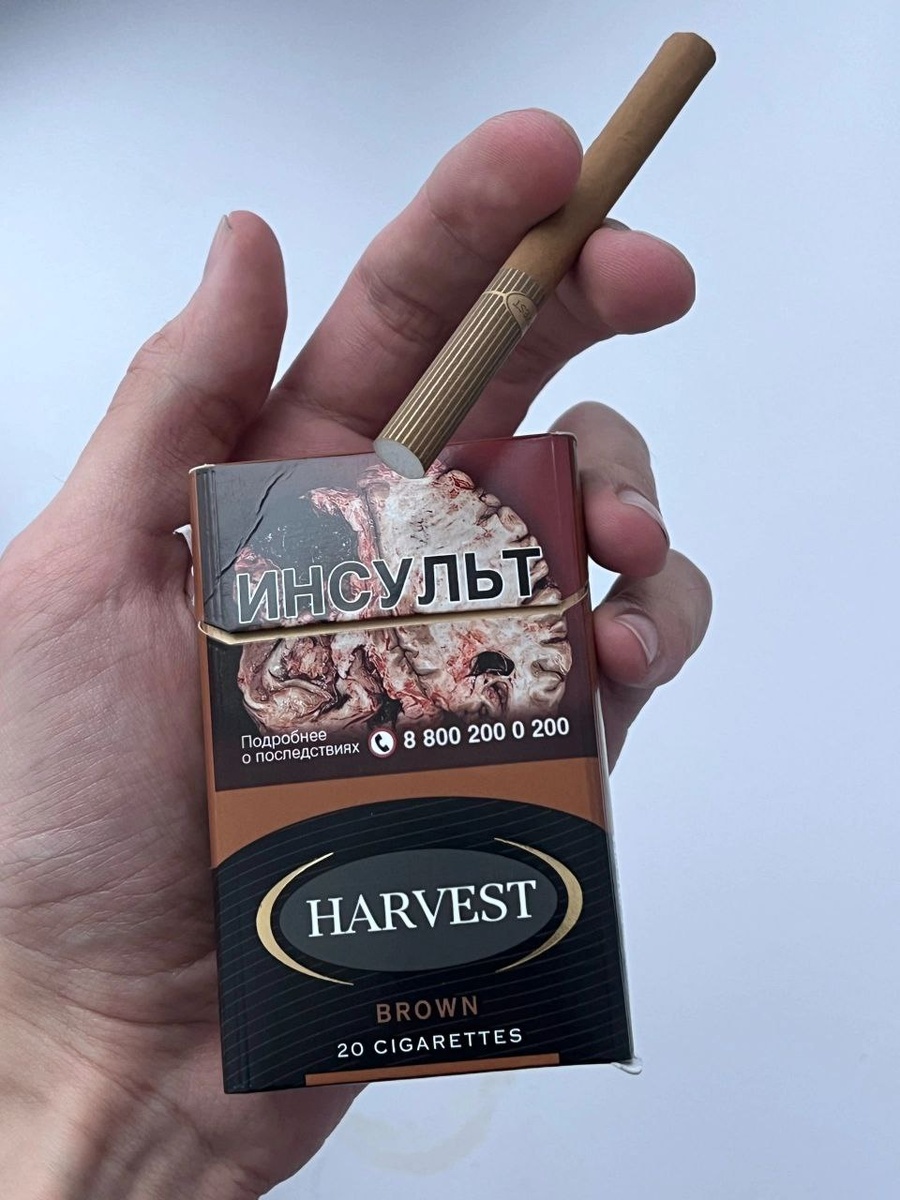 ИНСУЛЬТ
Подробнее
о последствиях
8 800 200 0 200
HARVEST
BROWN
20 CIGARETTES